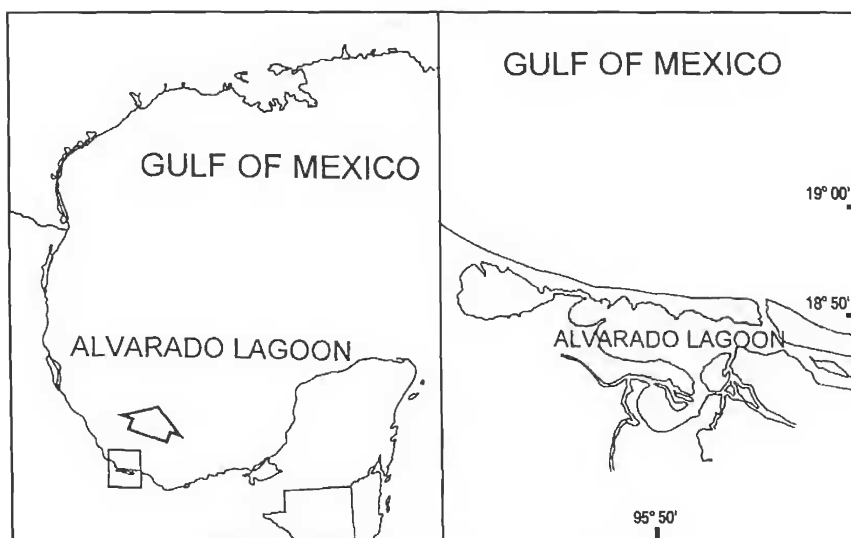 GULF OF MEXICO
ALVARADO LAGOON
GULF OF MEXICO
19° 00'
18° 50'
ALVARADO LAGOON
95° 50'